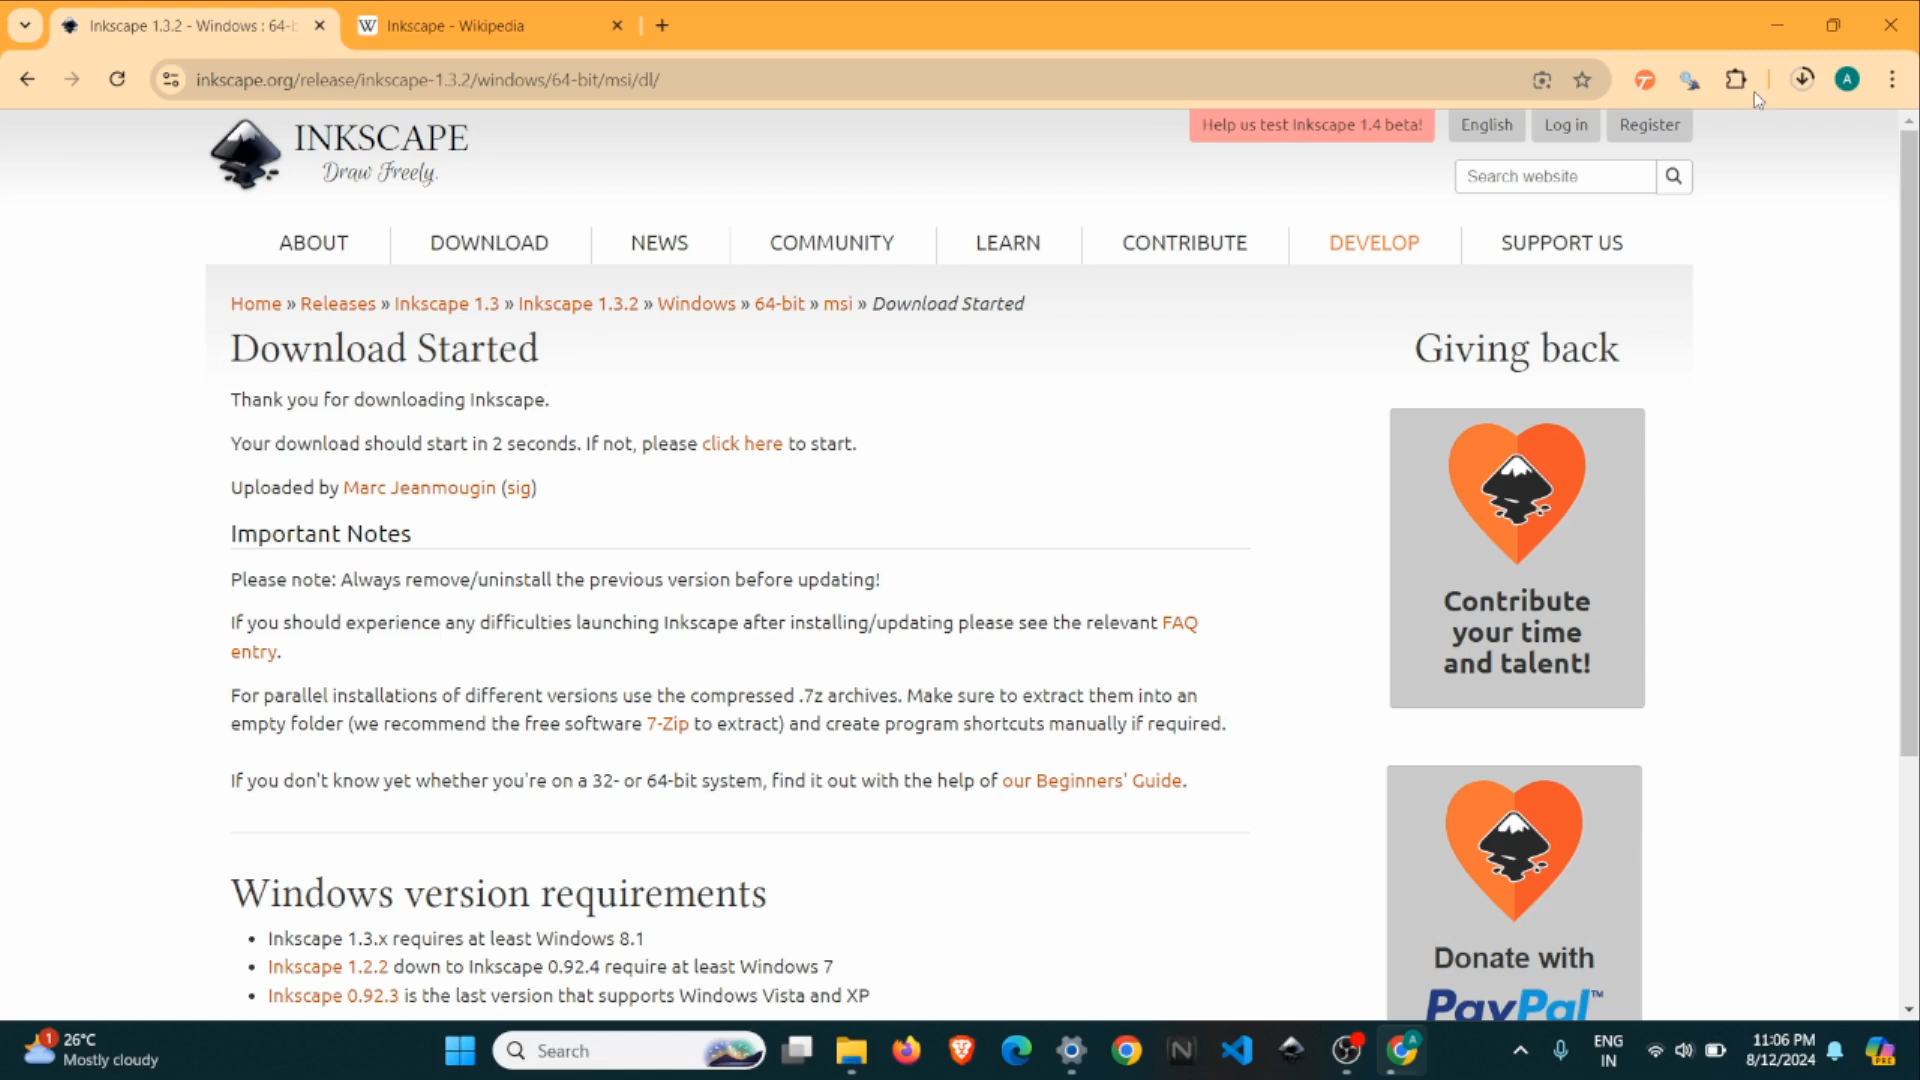 Inkscape 1.3.2 - Windows : 64-b
Inkscape - Wikipedia
inkscape.org/release/inkscape-1.3.2/windows/64-bit/msi/dl/
A
INKSCAPE
Draw Freely.
Help us test Inkscape 1.4 beta!
English
Log in
Register
Search website
ABOUT
DOWNLOAD
NEWS
COMMUNITY
LEARN
CONTRIBUTE
DEVELOP
SUPPORT US
Home » Releases » Inkscape 1.3 » Inkscape 1.3.2 » Windows » 64-bit » msi » Download Started
Download Started
Thank you for downloading Inkscape.
Your download should start in 2 seconds. If not, please click here to start.
Uploaded by Marc Jeanmougin (sig)
Important Notes
Please note: Always remove/uninstall the previous version before updating!
If you should experience any difficulties launching Inkscape after installing/updating please see the relevant FAQ
entry.
For parallel installations of different versions use the compressed .7z archives. Make sure to extract them into an
empty folder (we recommend the free software 7-Zip to extract) and create program shortcuts manually if required.
If you don't know yet whether you're on a 32- or 64-bit system, find it out with the help of our Beginners' Guide.
Windows version requirements
• Inkscape 1.3.x requires at least Windows 8.1
• Inkscape 1.2.2 down to Inkscape 0.92.4 require at least Windows 7
• Inkscape 0.92.3 is the last version that supports Windows Vista and XP
Giving back
Contribute
your time
and talent!
Donate with
PayPal™
1
26°C
Mostly cloudy
Search
A
ENG
IN
11:06 PM
8/12/2024
PRE